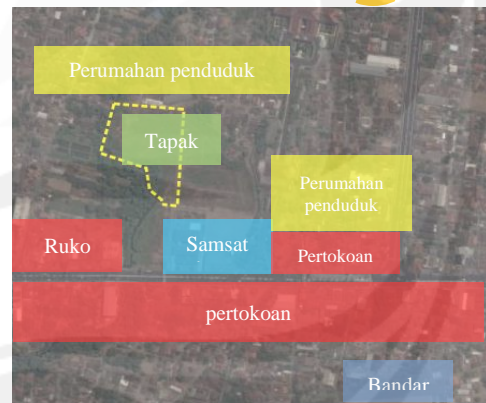 Perumahan penduduk
Tapak
Perumahan
penduduk
Ruko
Samsat
Pertokoan
pertokoan
Bandar